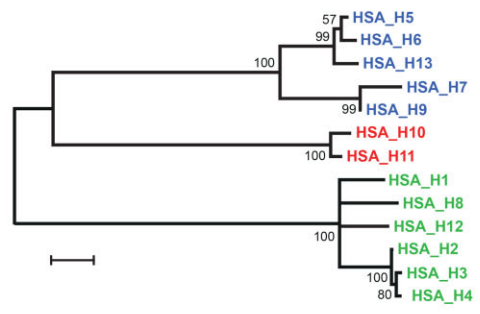 57 HSA_H5
99 HSA_H6
100 HSA_H13
HSA_H7
99 HSA_H9
HSA_H10
100 HSA_H11
HSA_H1
HSA_H8
100 HSA_H12
HSA_H2
100 HSA_H3
80 HSA_H4